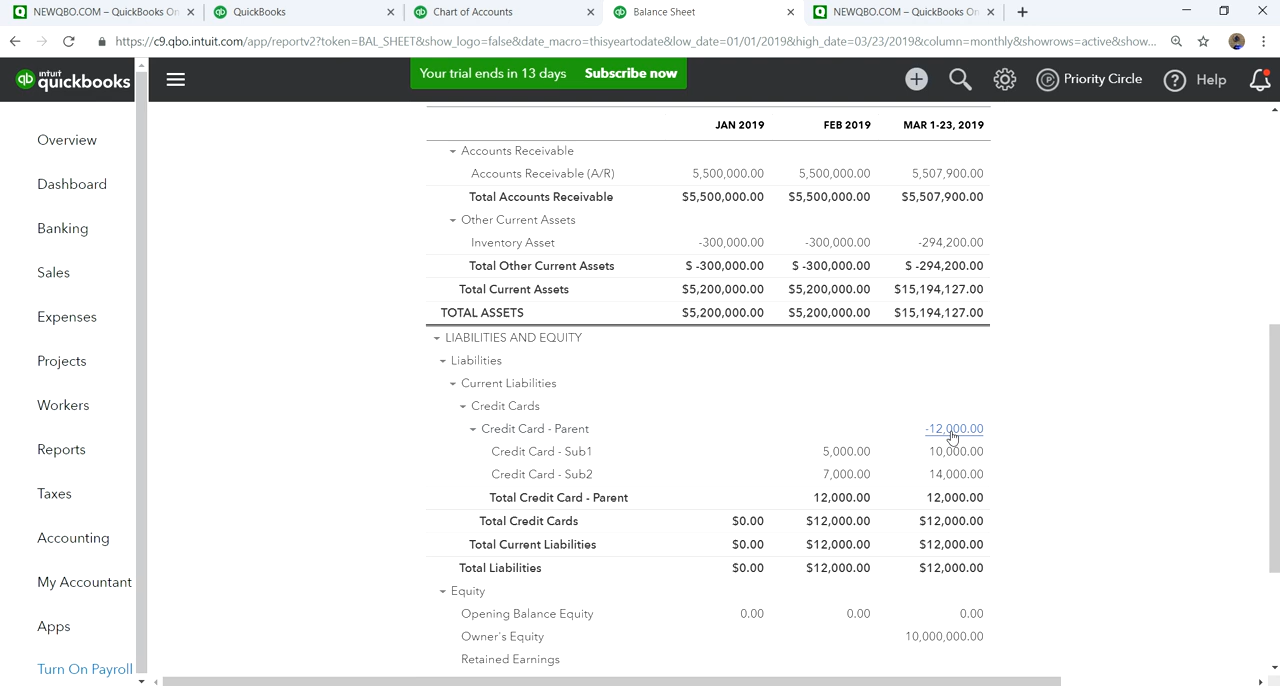 NEWQBO.COM – QuickBooks On
QuickBooks
Chart of Accounts
Balance Sheet
NEWQBO.COM – QuickBooks On
https://c9.qbo.intuit.com/app/reportv2?token=BAL_SHEET&show_logo=false&date_macro=thisyeartodate&low_date=01/01/2019&high_date=03/23/2019&column=monthly&showrows=active&show...
intuit quickbooks
Your trial ends in 13 days Subscribe now
Priority Circle
Help
Overview
Dashboard
Banking
Sales
Expenses
Projects
Workers
Reports
Taxes
Accounting
My Accountant
Apps
Turn On Payroll
JAN 2019 FEB 2019 MAR 1-23, 2019
Accounts Receivable
Accounts Receivable (A/R) 5,500,000.00 5,500,000.00 5,507,900.00
Total Accounts Receivable $5,500,000.00 $5,500,000.00 $5,507,900.00
Other Current Assets
Inventory Asset -300,000.00 -300,000.00 -294,200.00
Total Other Current Assets $ -300,000.00 $ -300,000.00 $ -294,200.00
Total Current Assets $5,200,000.00 $5,200,000.00 $15,194,127.00
TOTAL ASSETS $5,200,000.00 $5,200,000.00 $15,194,127.00
LIABILITIES AND EQUITY
Liabilities
Current Liabilities
Credit Cards
Credit Card - Parent -12,000.00
Credit Card - Sub1 5,000.00 10,000.00
Credit Card - Sub2 7,000.00 14,000.00
Total Credit Card - Parent 12,000.00 12,000.00
Total Credit Cards $0.00 $12,000.00 $12,000.00
Total Current Liabilities $0.00 $12,000.00 $12,000.00
Total Liabilities $0.00 $12,000.00 $12,000.00
Equity
Opening Balance Equity 0.00 0.00 0.00
Owner's Equity 10,000,000.00
Retained Earnings